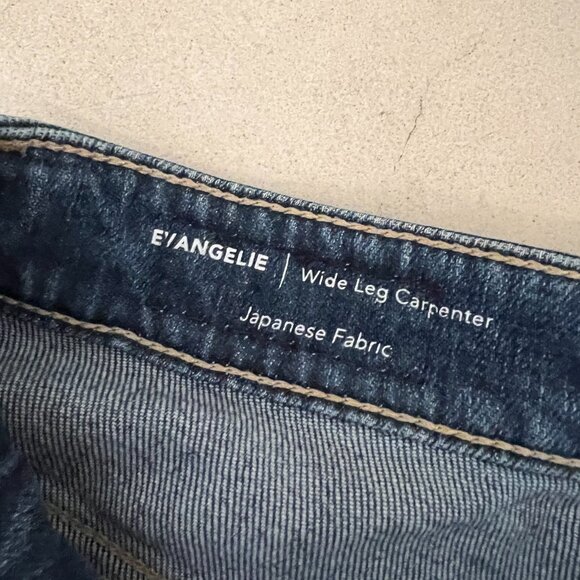 EVANGELIE | Wide Leg Carpenter
Japanese Fabric